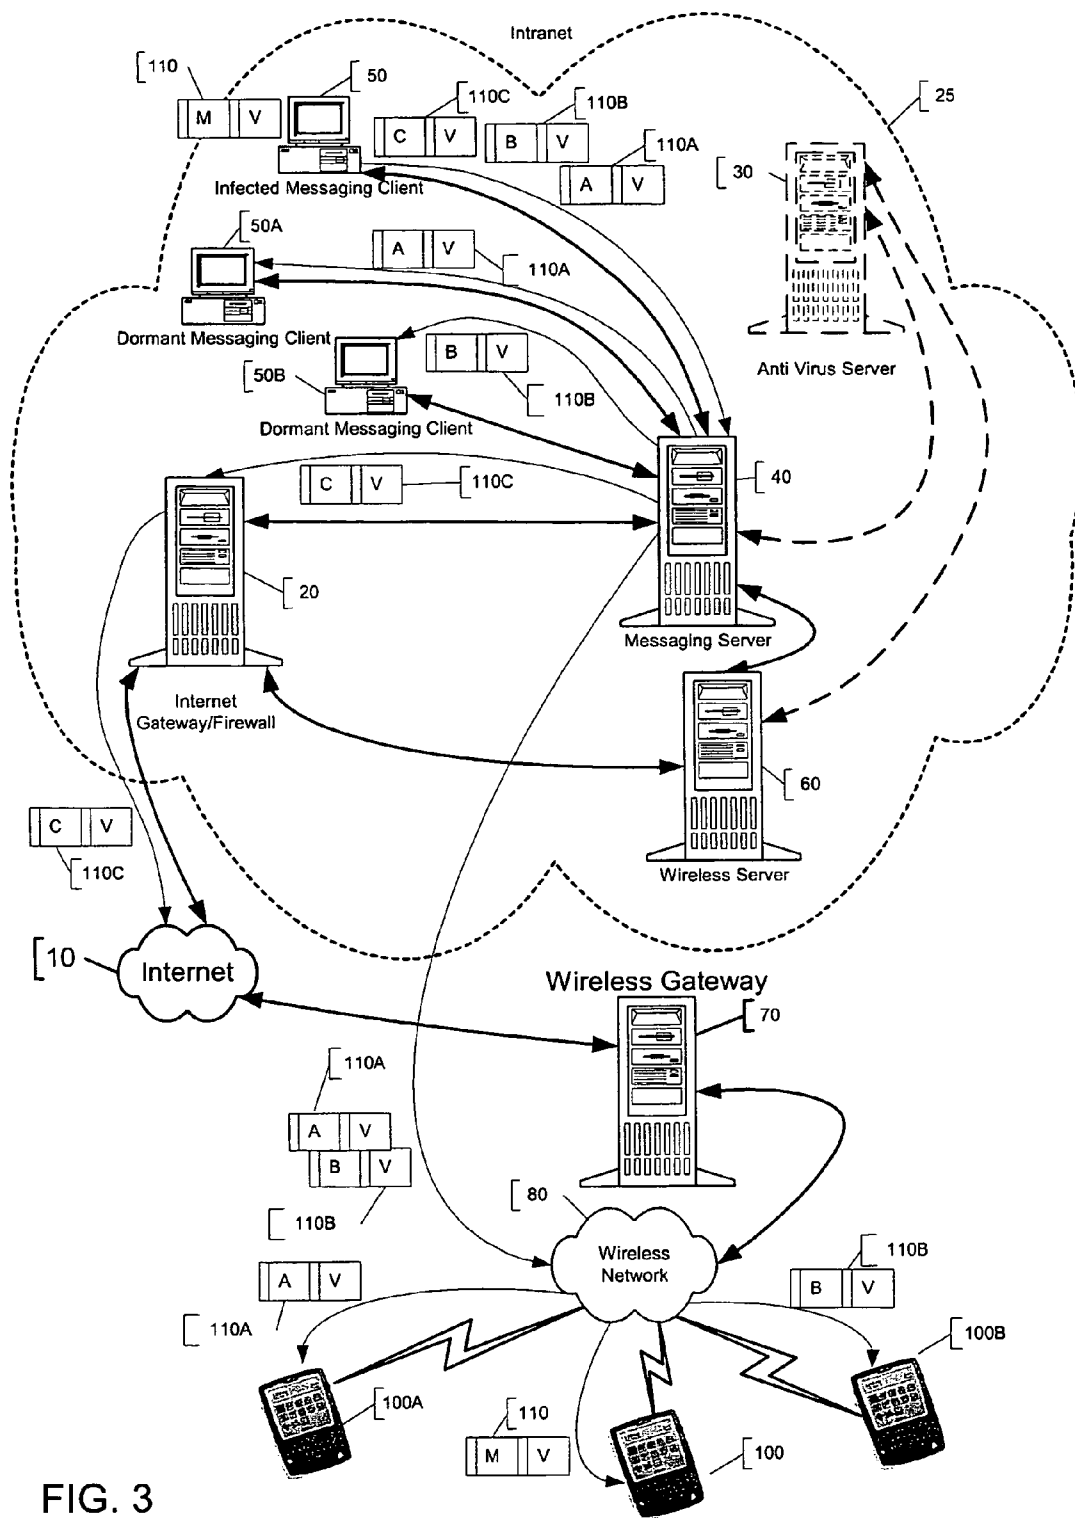 Intranet
110
50
110C
110B
110A
25
M V
C V
B V
A V
30
Infected Messaging Client
50A
A V
110A
Dormant Messaging Client
B V
50B
110B
Anti Virus Server
Dormant Messaging Client
C V
110C
40
20
Messaging Server
Internet
Gateway/Firewall
60
C V
110C
Wireless Server
10
Internet
Wireless Gateway
70
110A
A V
B V
110B
80
Wireless
Network
110B
A V
B V
110A
100B
100A
110
M V
100
FIG. 3